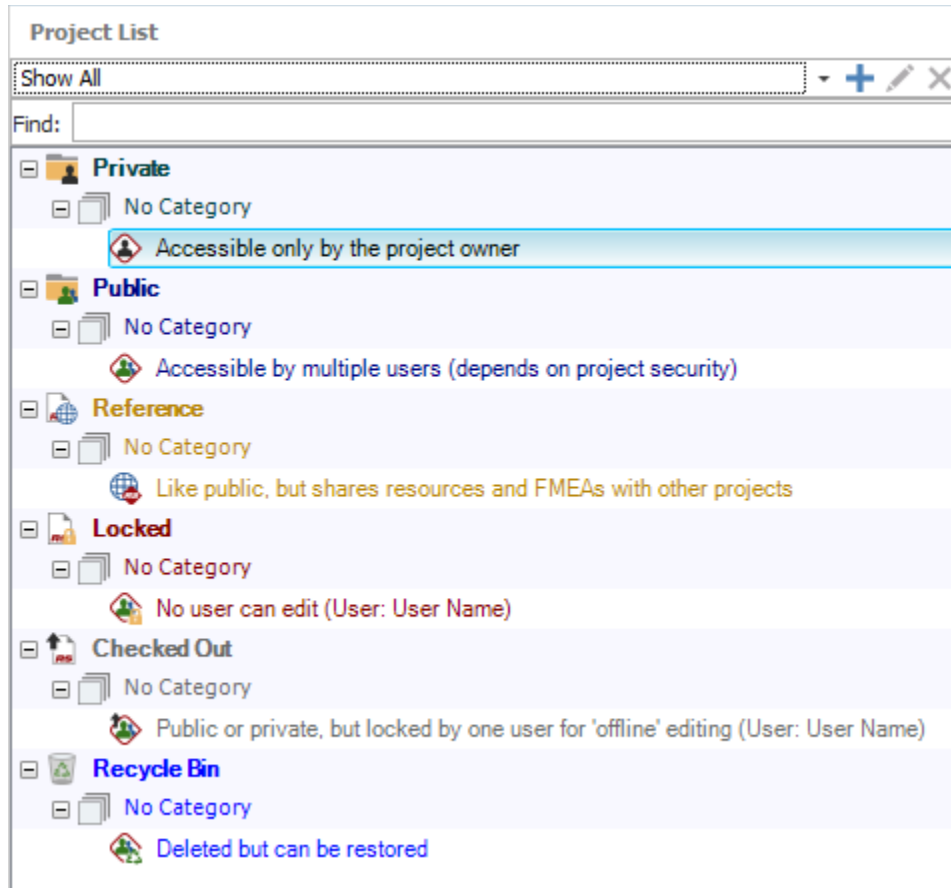 Project List
Show All
Find:
Private
No Category
Accessible only by the project owner
Public
No Category
Accessible by multiple users (depends on project security)
Reference
No Category
Like public, but shares resources and FMEAs with other projects
Locked
No Category
No user can edit (User: User Name)
Checked Out
No Category
Public or private, but locked by one user for 'offline' editing (User: User Name)
Recycle Bin
No Category
Deleted but can be restored